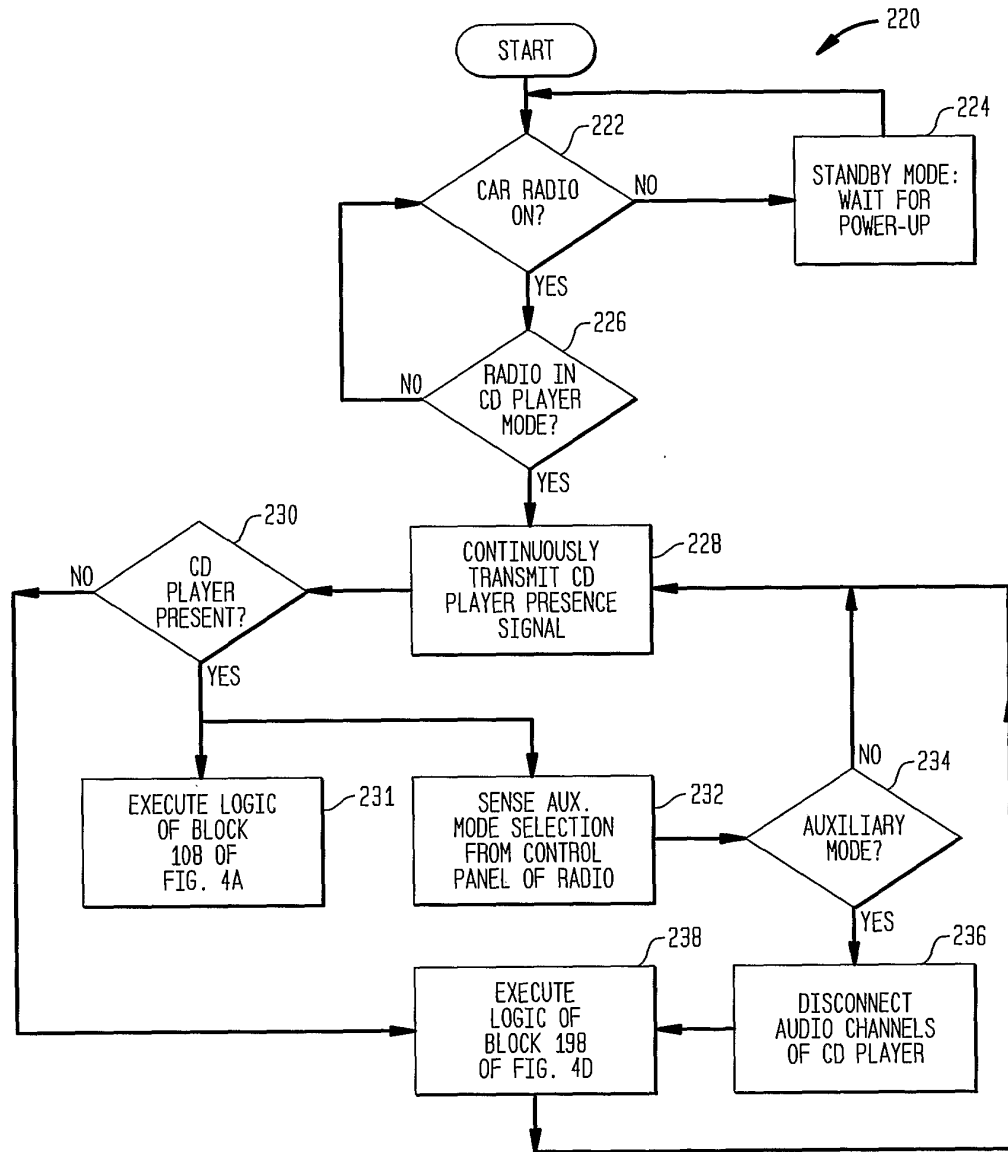 220
START
222
CAR RADIO
ON?
NO
YES
224
STANDBY MODE:
WAIT FOR
POWER-UP
226
RADIO IN
CD PLAYER
MODE?
NO
YES
228
CONTINUOUSLY
TRANSMIT CD
PLAYER PRESENCE
SIGNAL
230
CD
PLAYER
PRESENT?
NO
YES
231
EXECUTE LOGIC
OF BLOCK
108 OF
FIG. 4A
232
SENSE AUX.
MODE SELECTION
FROM CONTROL
PANEL OF RADIO
234
AUXILIARY
MODE?
NO
YES
236
DISCONNECT
AUDIO CHANNELS
OF CD PLAYER
238
EXECUTE
LOGIC OF
BLOCK 198
OF FIG. 4D